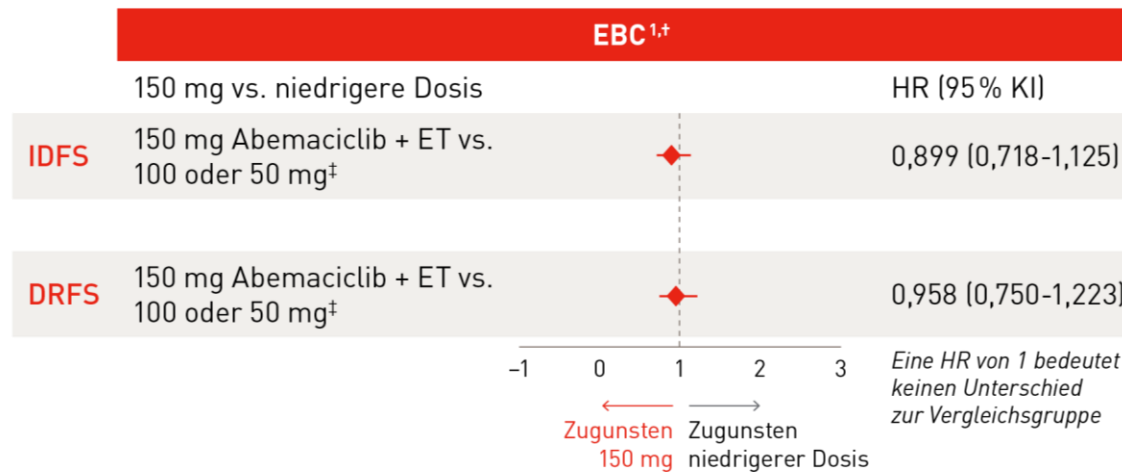 EBC¹,†
150 mg vs. niedrigere Dosis HR (95 % KI)
IDFS 150 mg Abemaciclib + ET vs. 100 oder 50 mg‡ 0,899 (0,718-1,125)
DRFS 150 mg Abemaciclib + ET vs. 100 oder 50 mg‡ 0,958 (0,750-1,223)
–1 0 1 2 3
Zugunsten 150 mg
Zugunsten niedrigerer Dosis
Eine HR von 1 bedeutet
keinen Unterschied
zur Vergleichsgruppe